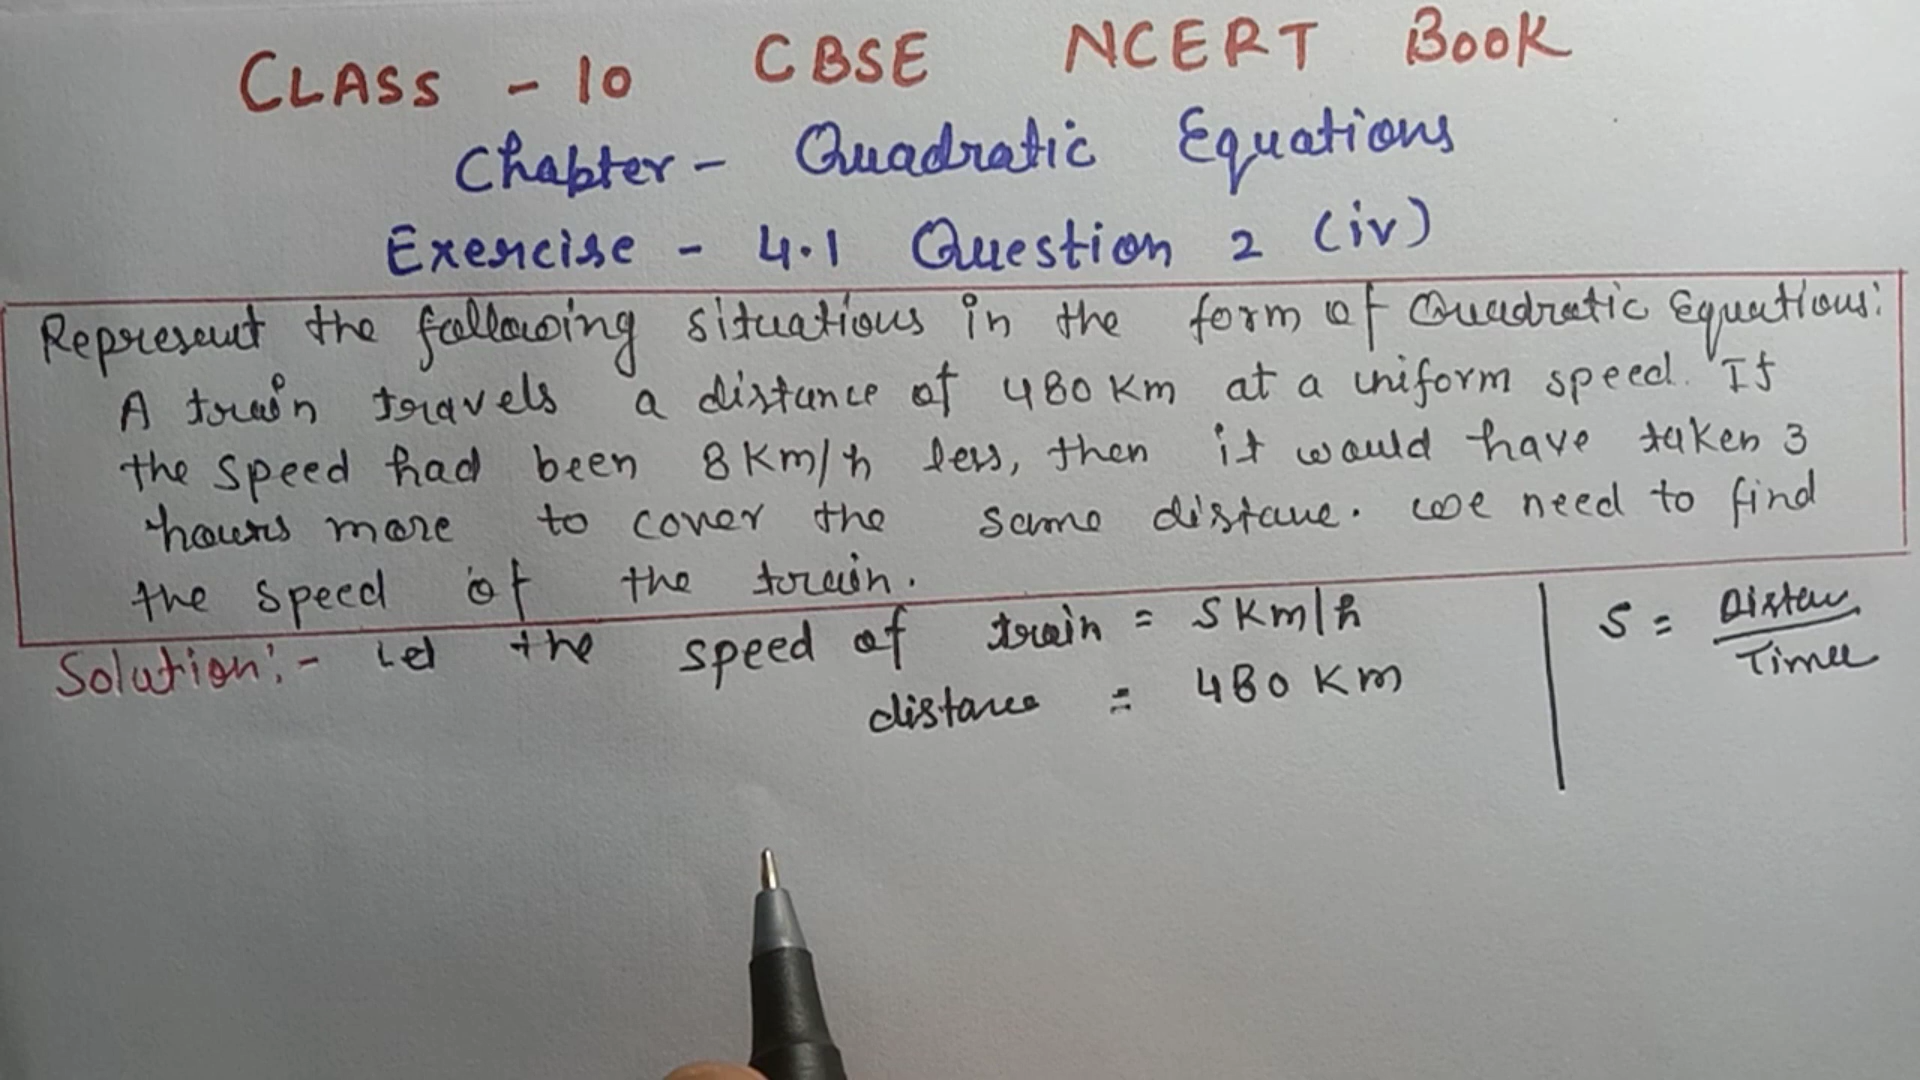 CLASS - 10 CBSE NCERT Book
Chapter - Quadratic Equations
Exercise - 4.1 Question 2 (iv)
Represent the following situations in the form of Quadratic Equations:
A train travels a distance of 480 Km at a uniform speed. If
the speed had been 8 Km/h less, then it would have taken 3
hours more to cover the same distance. we need to find
the speed of the train.
Solution:- Let the speed of train = S Km/h
distance = 480 Km
S = Distan
Time